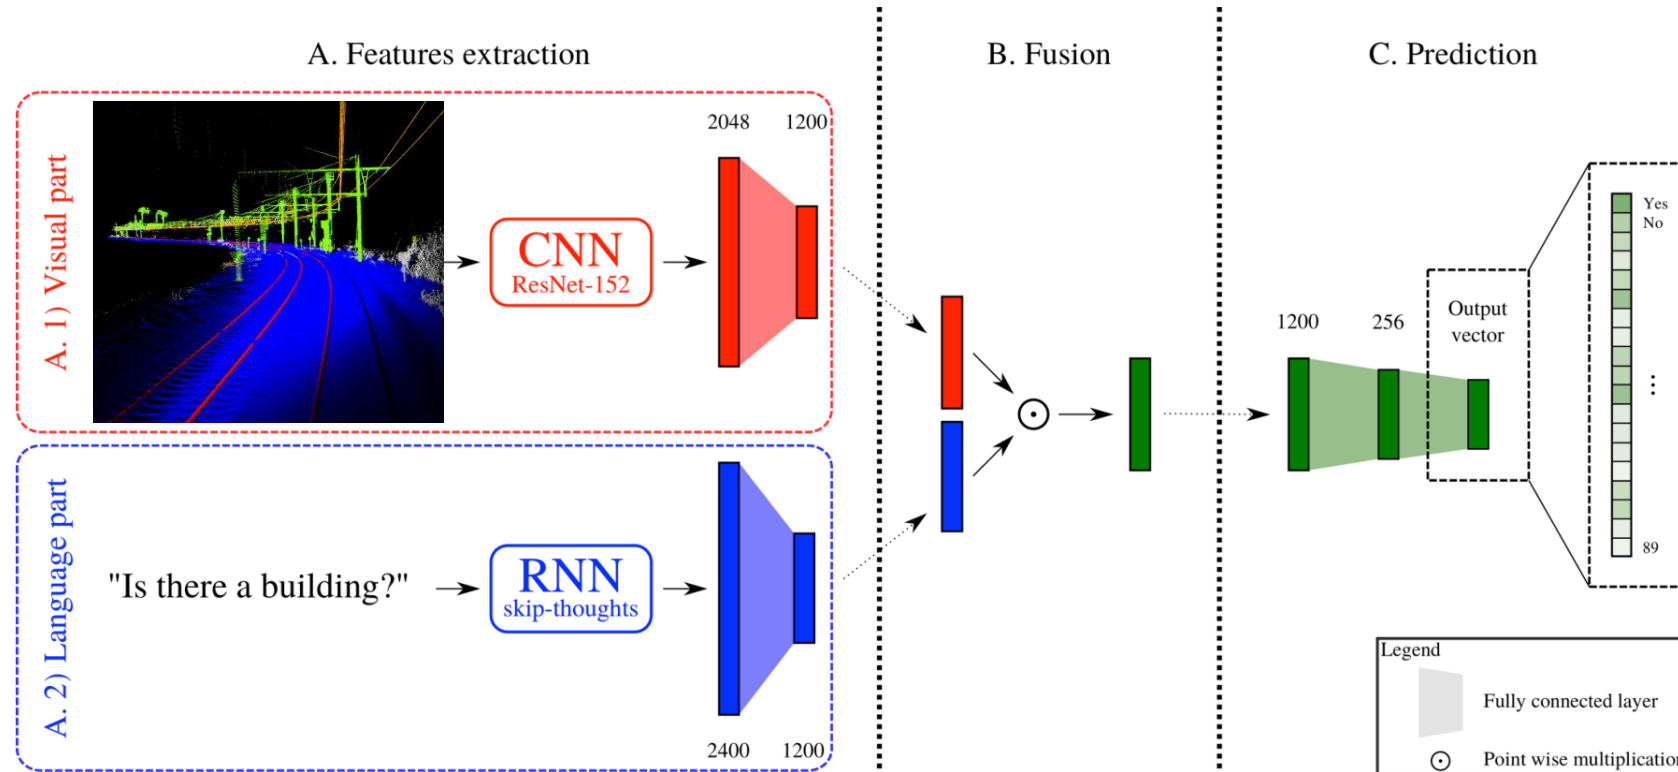 A. Features extraction
B. Fusion
C. Prediction
A. 1) Visual part
2048
1200
CNN
ResNet-152
A. 2) Language part
"Is there a building?"
RNN
skip-thoughts
2400
1200
1200
256
Output
vector
Yes
No
⋮
89
Legend
Fully connected layer
Point wise multiplication